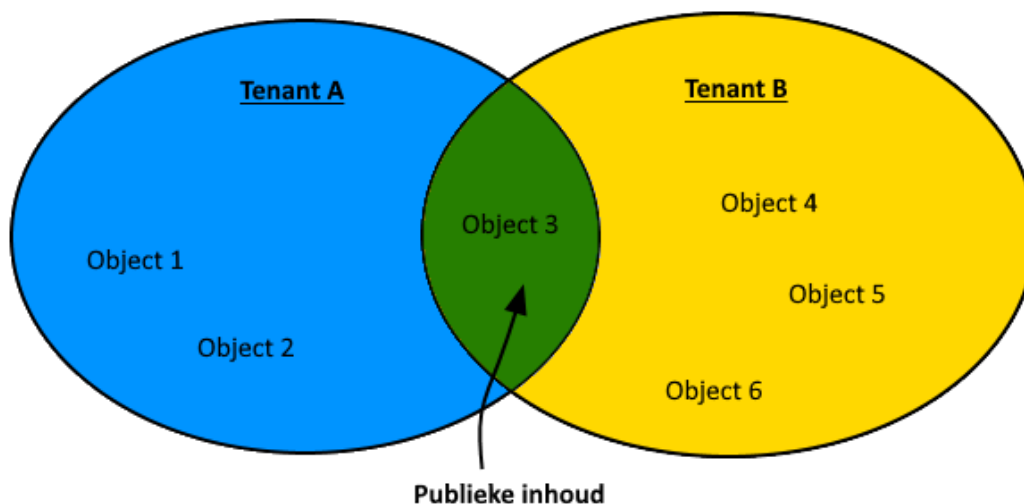 Tenant A
Tenant B
Object 1
Object 2
Object 3
Object 4
Object 5
Object 6
Publieke inhoud